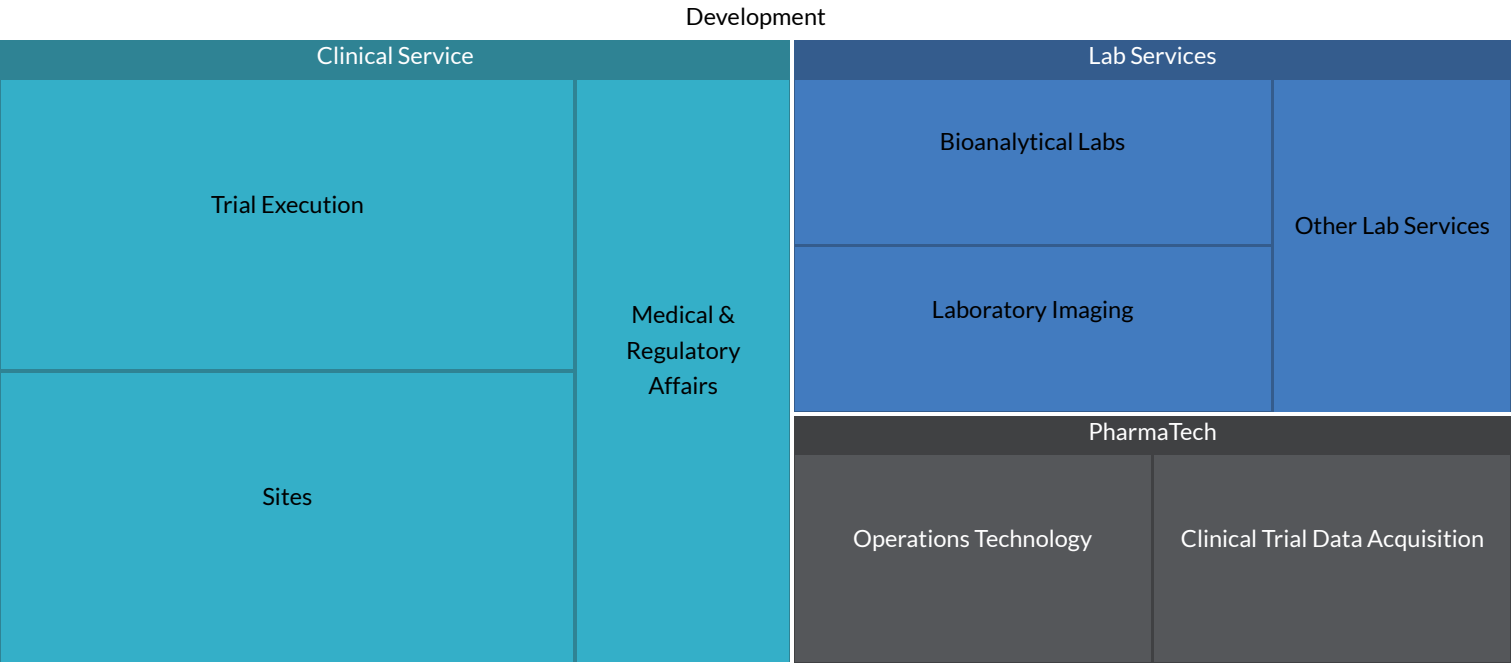 Development
Clinical Service
Trial Execution
Sites
Medical &
Regulatory
Affairs
Lab Services
Bioanalytical Labs
Laboratory Imaging
Other Lab Services
PharmaTech
Operations Technology
Clinical Trial Data Acquisition